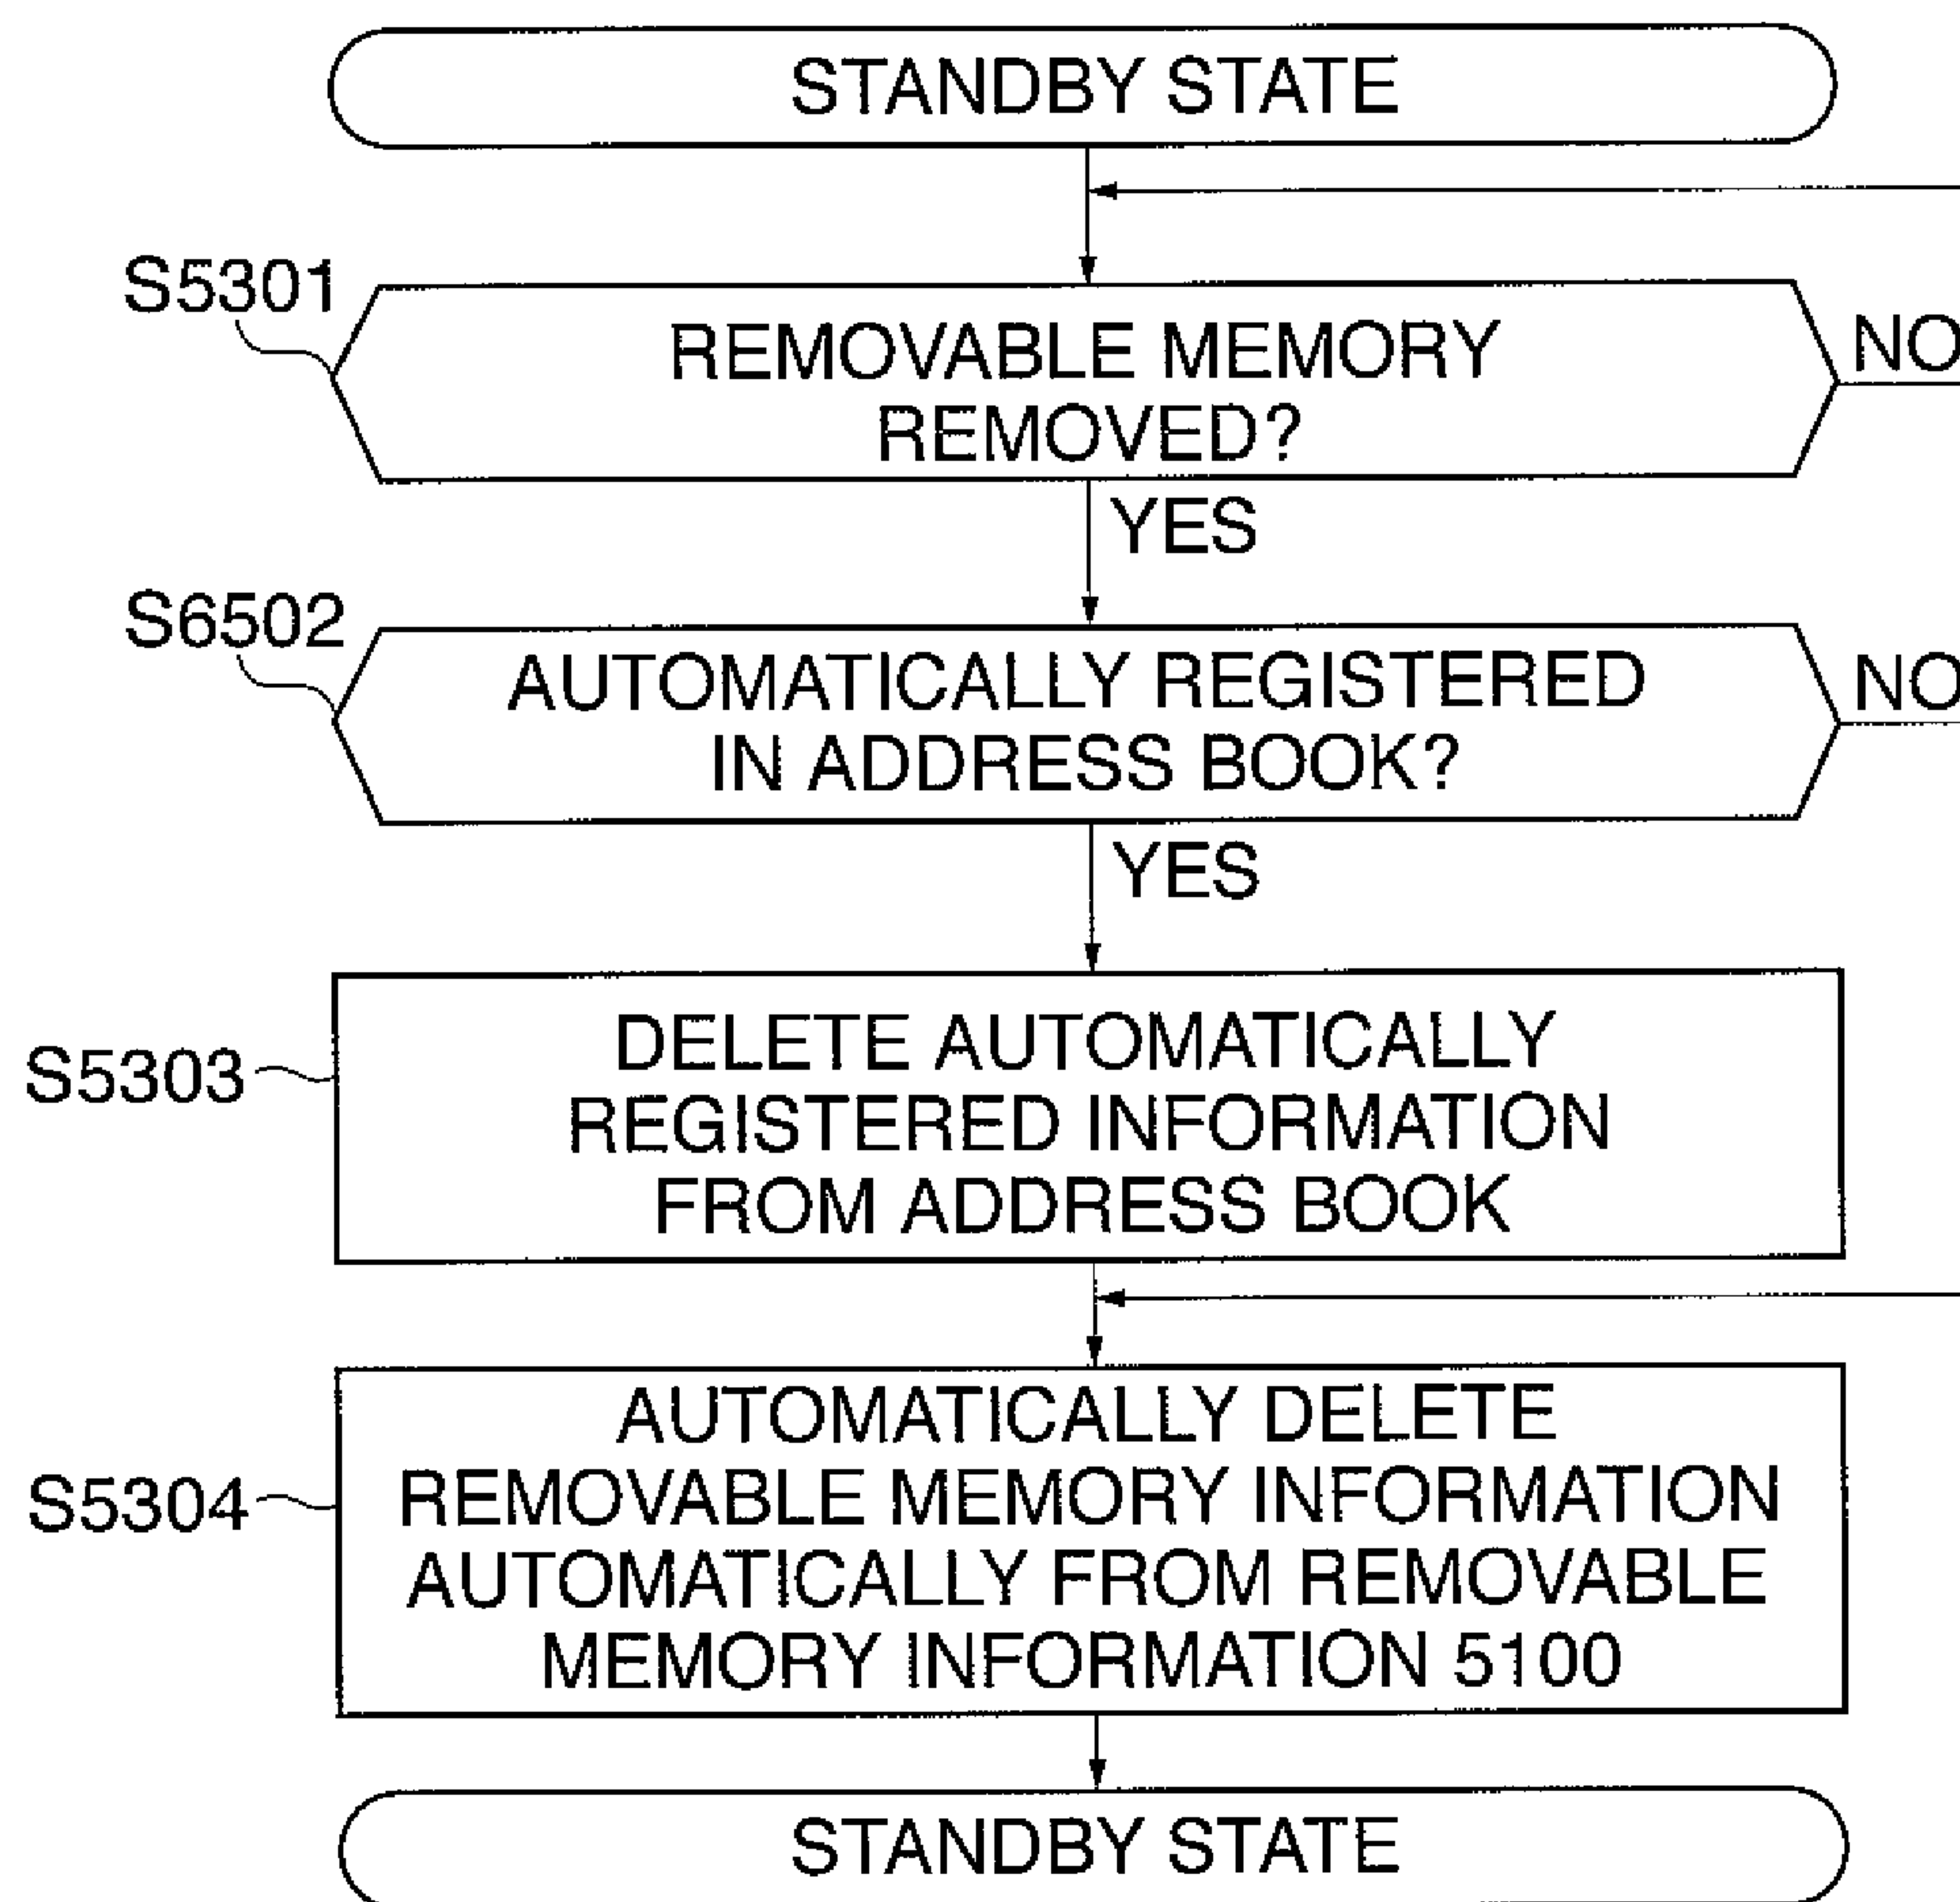 STANDBY STATE
S5301
REMOVABLE MEMORY
REMOVED?
NO
YES
S6502
AUTOMATICALLY REGISTERED
IN ADDRESS BOOK?
NO
YES
S5303
DELETE AUTOMATICALLY
REGISTERED INFORMATION
FROM ADDRESS BOOK
S5304
AUTOMATICALLY DELETE
REMOVABLE MEMORY INFORMATION
AUTOMATICALLY FROM REMOVABLE
MEMORY INFORMATION 5100
STANDBY STATE